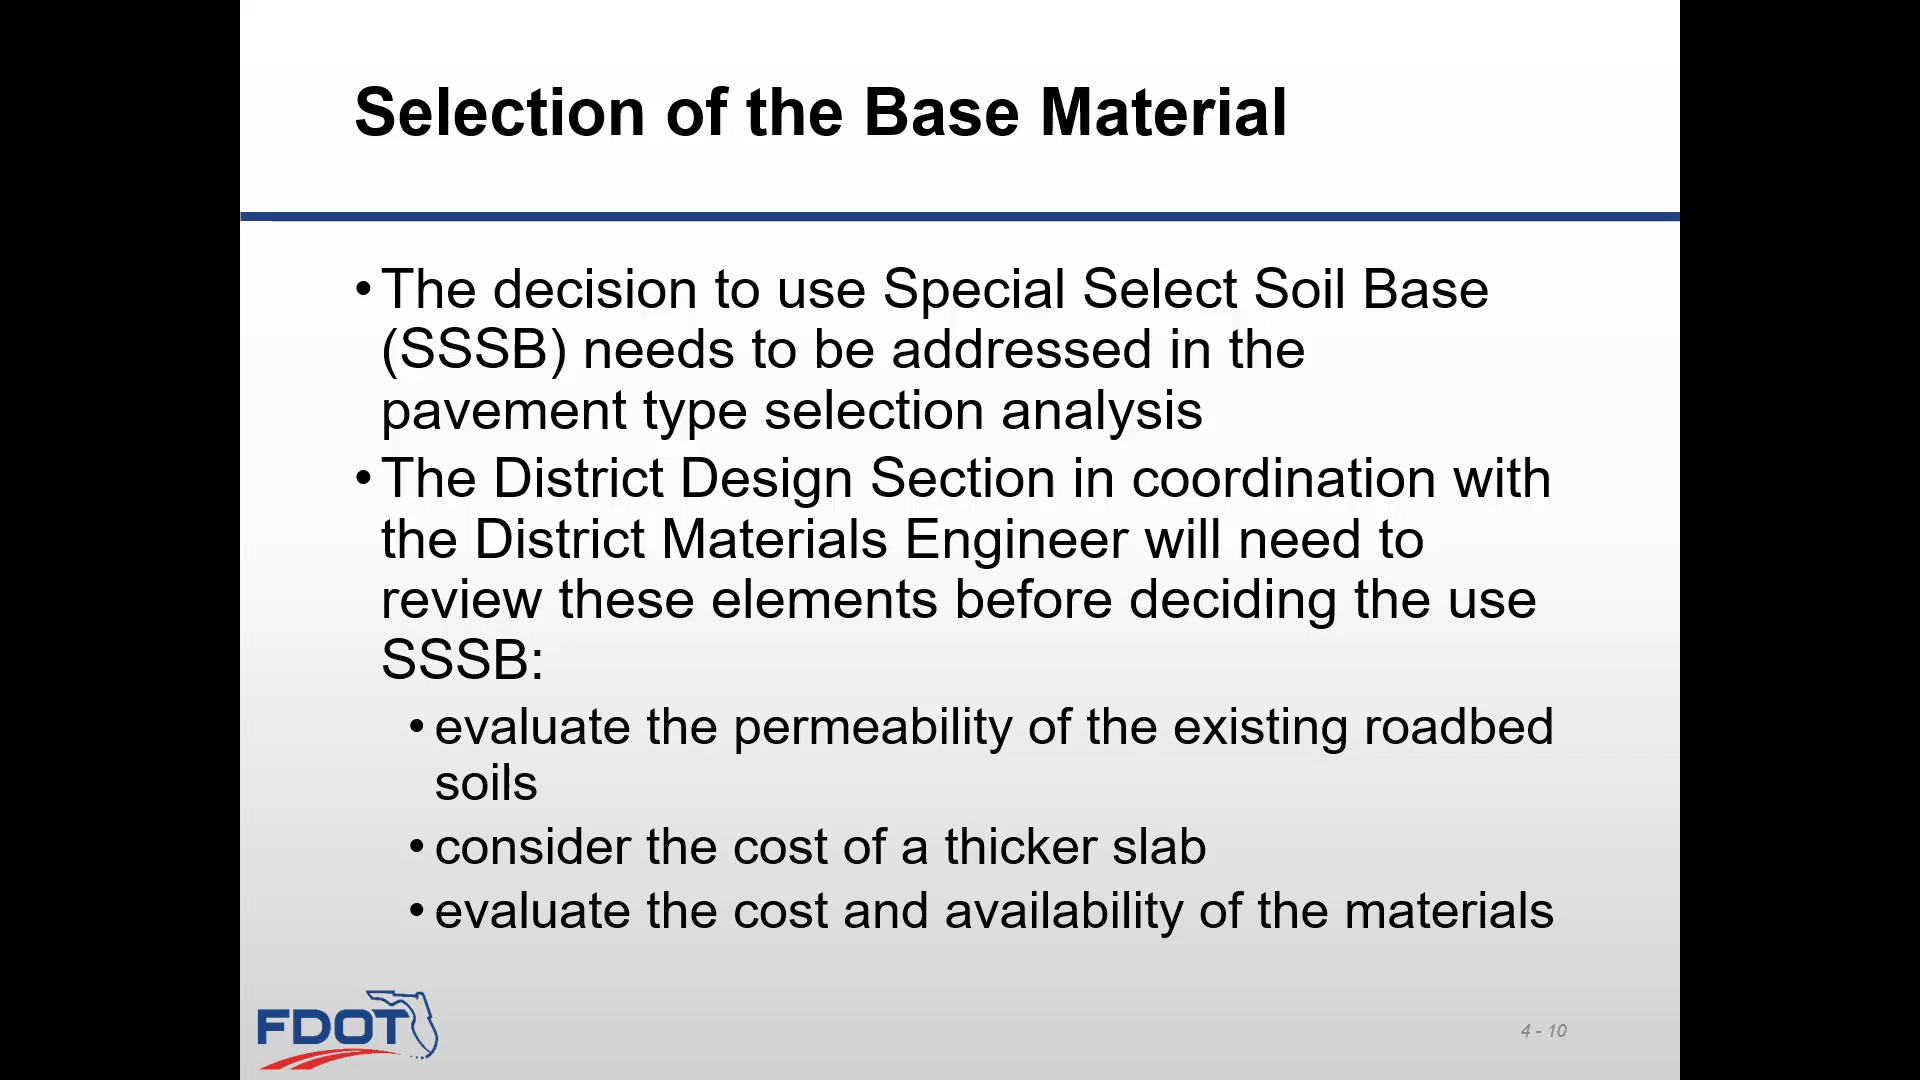 Selection of the Base Material
• The decision to use Special Select Soil Base
(SSSB) needs to be addressed in the
pavement type selection analysis
• The District Design Section in coordination with
the District Materials Engineer will need to
review these elements before deciding the use
SSSB:
• evaluate the permeability of the existing roadbed
soils
• consider the cost of a thicker slab
• evaluate the cost and availability of the materials
FDOT
4 - 10